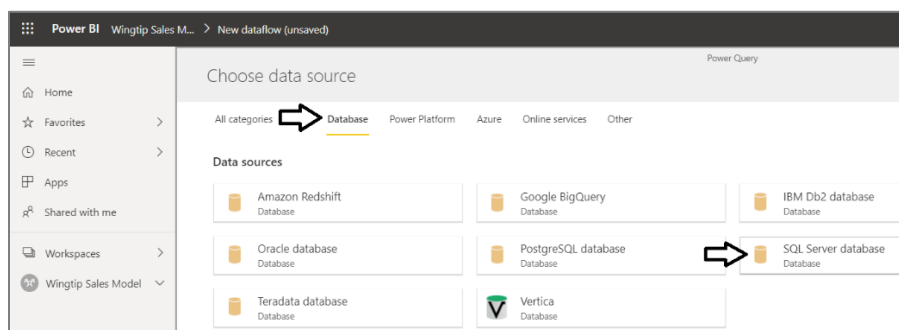 Power BI Wingtip Sales M... > New dataflow (unsaved)
Power Query
Choose data source
Home
Favorites
Recent
Apps
Shared with me
Workspaces
Wingtip Sales Model
All categories Database Power Platform Azure Online services Other
Data sources
Amazon Redshift
Database
Google BigQuery
Database
IBM Db2 database
Database
Oracle database
Database
PostgreSQL database
Database
SQL Server database
Database
Teradata database
Database
Vertica
Database